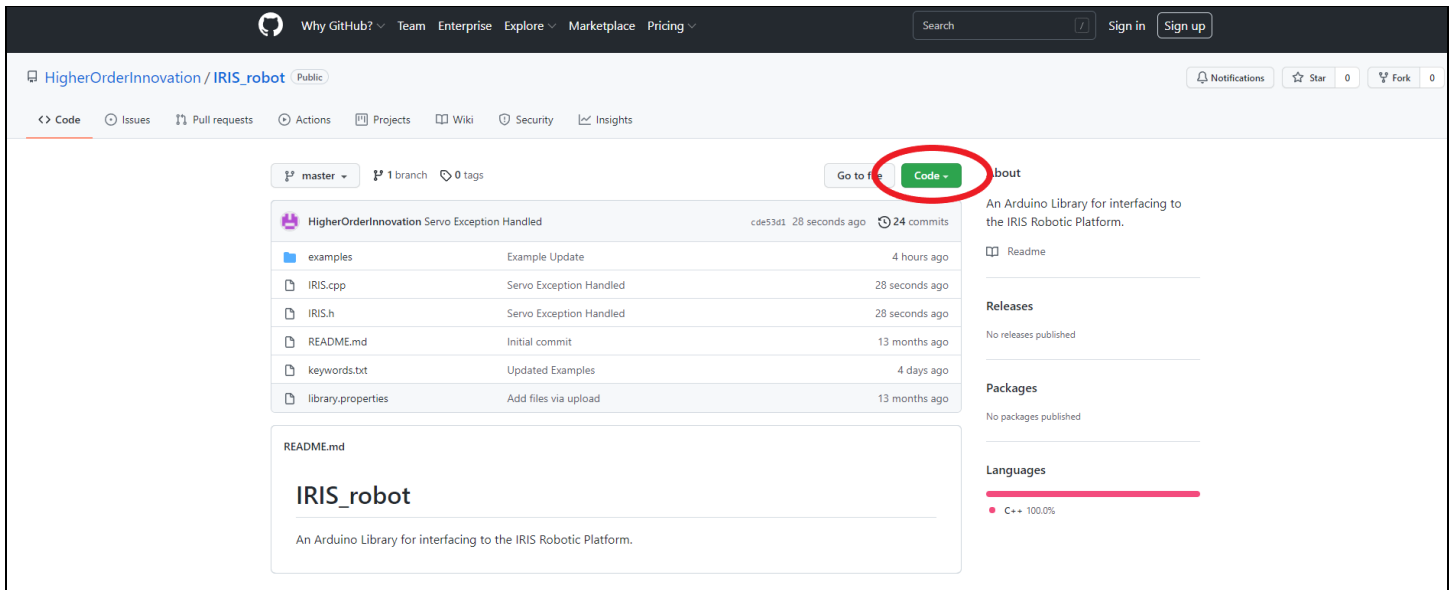 Why GitHub? Team Enterprise Explore Marketplace Pricing Search / Sign in Sign up
HigherOrderInnovation / IRIS_robot Public Notifications Star 0 Fork 0
<> Code Issues Pull requests Actions Projects Wiki Security Insights
master 1 branch 0 tags Go to Code
About
An Arduino Library for interfacing to
the IRIS Robotic Platform.
Readme
HigherOrderInnovation Servo Exception Handled cde53d1 28 seconds ago 24 commits
examples Example Update 4 hours ago
IRIS.cpp Servo Exception Handled 28 seconds ago
IRIS.h Servo Exception Handled 28 seconds ago
README.md Initial commit 13 months ago
keywords.txt Updated Examples 4 days ago
library.properties Add files via upload 13 months ago
Releases
No releases published
Packages
No packages published
Languages
C++ 100.0%
README.md
IRIS_robot
An Arduino Library for interfacing to the IRIS Robotic Platform.